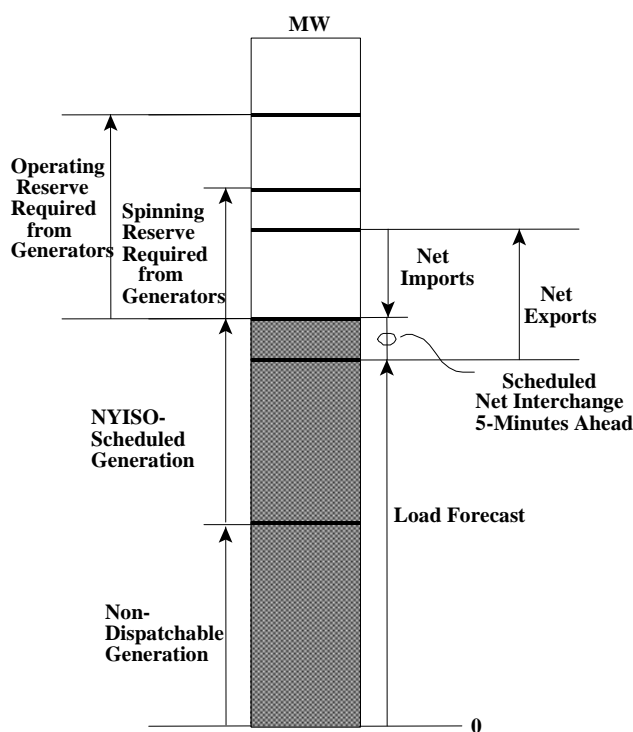 MW
Operating
Reserve
Required
from
Generators
Spinning
Reserve
Required
from
Generators
Net
Imports
Net
Exports
Scheduled
Net Interchange
5-Minutes Ahead
NYISO-
Scheduled
Generation
Load Forecast
Non-
Dispatchable
Generation
0